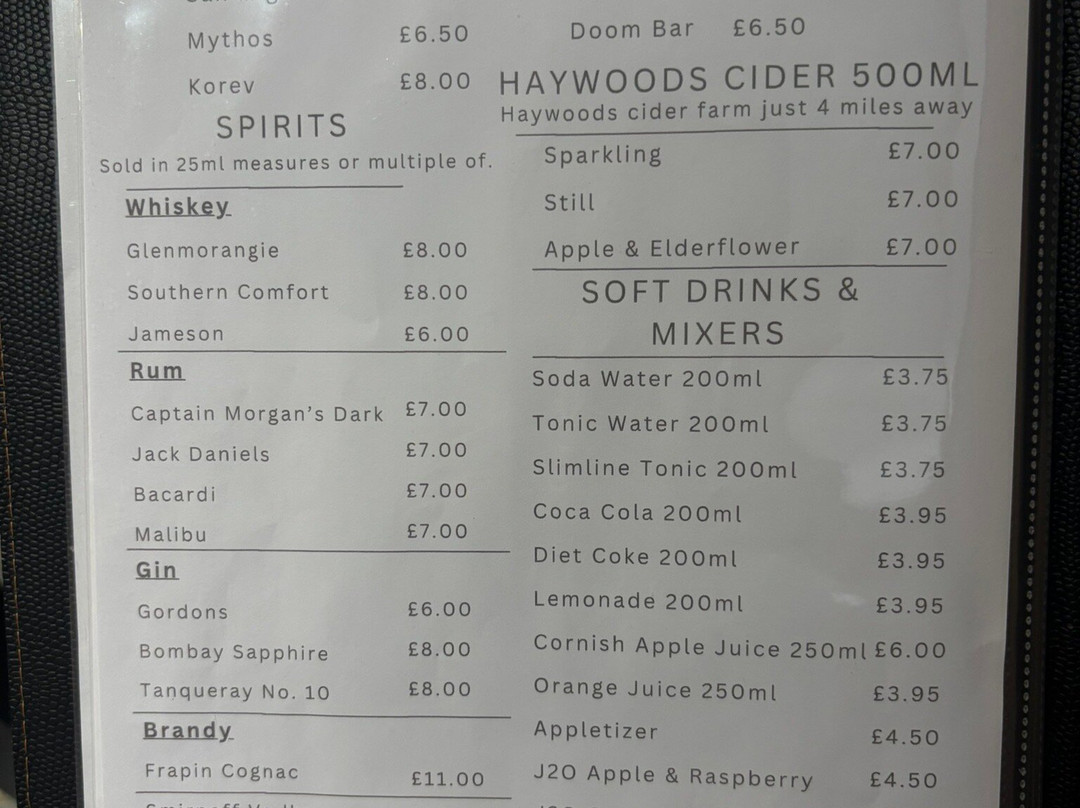 Mythos £6.50
Korev £8.00
SPIRITS
Sold in 25ml measures or multiple of.
Whiskey
Glenmorangie £8.00
Southern Comfort £8.00
Jameson £6.00
Rum
Captain Morgan's Dark £7.00
Jack Daniels £7.00
Bacardi £7.00
Malibu £7.00
Gin
Gordons £6.00
Bombay Sapphire £8.00
Tanqueray No. 10 £8.00
Brandy
Frapin Cognac £11.00
Doom Bar £6.50
HAYWOODS CIDER 500ML
Haywoods cider farm just 4 miles away
Sparkling £7.00
Still £7.00
Apple & Elderflower £7.00
SOFT DRINKS &
MIXERS
Soda Water 200ml £3.75
Tonic Water 200ml £3.75
Slimline Tonic 200ml £3.75
Coca Cola 200ml £3.95
Diet Coke 200ml £3.95
Lemonade 200ml £3.95
Cornish Apple Juice 250ml £6.00
Orange Juice 250ml £3.95
Appletizer £4.50
J2O Apple & Raspberry £4.50